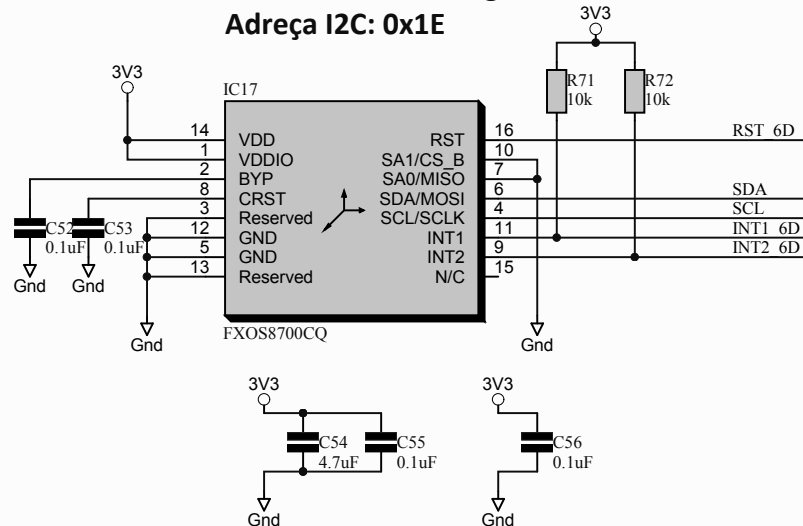 Adreça I2C: 0x1E
3V3
3V3
IC17
R71
10k
R72
10k
14 VDD
1 VDDIO
2 BYP
8 CRST
3 Reserved
12 GND
5 GND
13 Reserved
RST 16 RST_6D
SA1/CS_B 10
SA0/MISO 7
SDA/MOSI 6 SDA
SCL/SCLK 4 SCL
INT1 11 INT1_6D
INT2 9 INT2_6D
N/C 15
C52
0.1uF
C53
0.1uF
Gnd
Gnd
Gnd
Gnd
FXOS8700CQ
3V3
3V3
C54
4.7uF
C55
0.1uF
C56
0.1uF
Gnd
Gnd